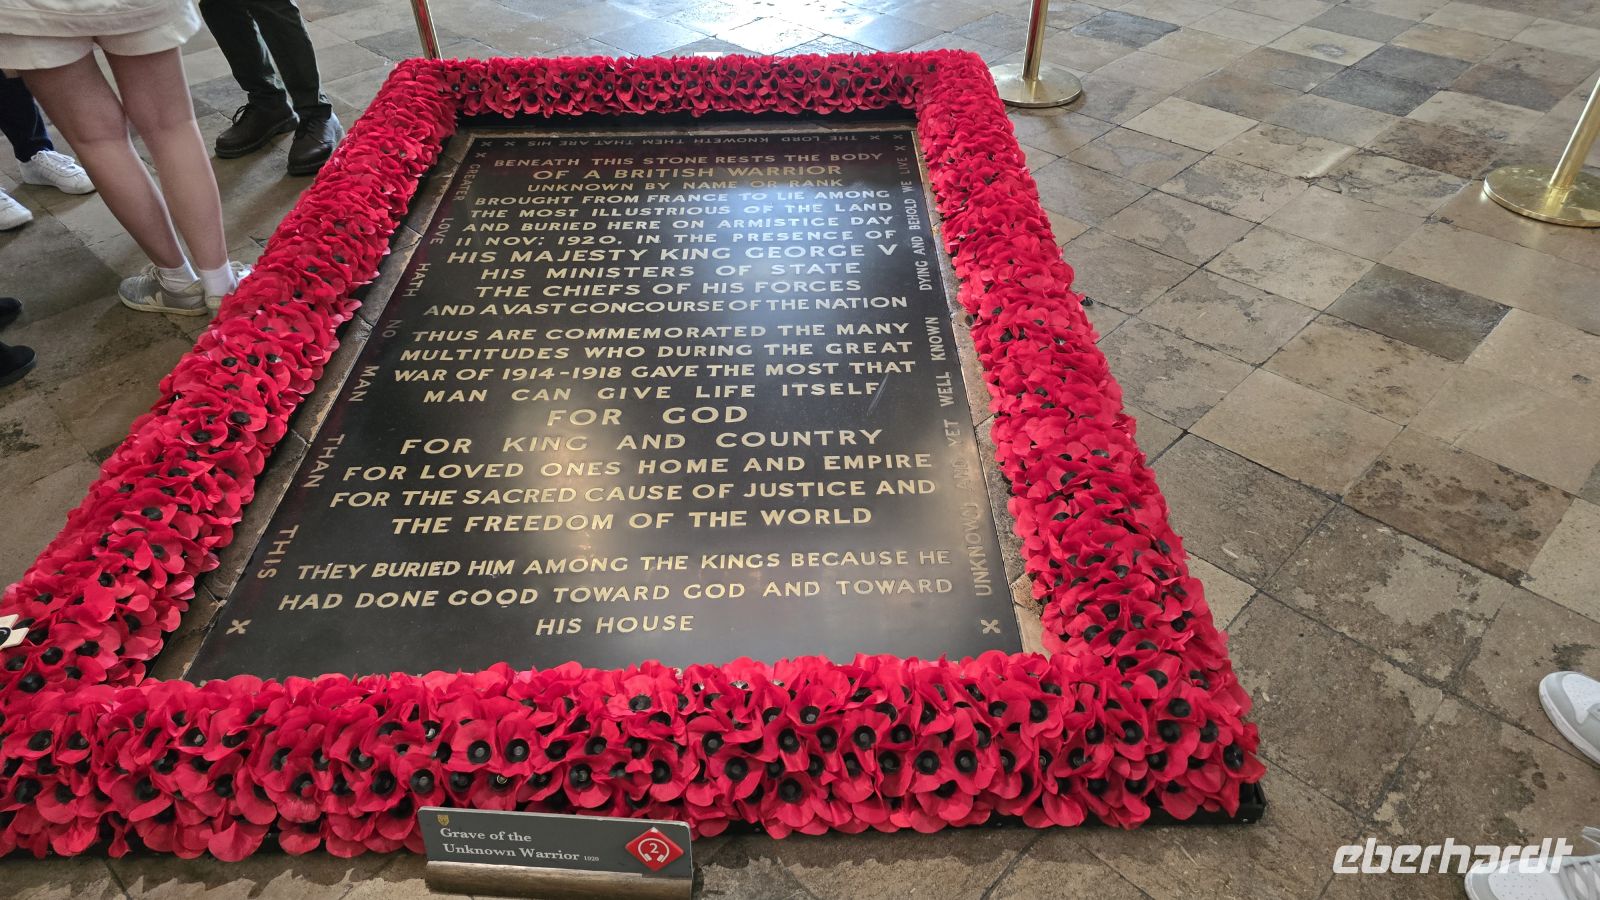 THE LORD KNOWETH THEM THAT ARE HIS
BENEATH THIS STONE RESTS THE BODY
OF A BRITISH WARRIOR
UNKNOWN BY NAME OR RANK
BROUGHT FROM FRANCE TO LIE AMONG
THE MOST ILLUSTRIOUS OF THE LAND
AND BURIED HERE ON ARMISTICE DAY
11 NOV: 1920, IN THE PRESENCE OF
HIS MAJESTY KING GEORGE V
HIS MINISTERS OF STATE
THE CHIEFS OF HIS FORCES
AND A VAST CONCOURSE OF THE NATION
THUS ARE COMMEMORATED THE MANY
MULTITUDES WHO DURING THE GREAT
WAR OF 1914-1918 GAVE THE MOST THAT
MAN CAN GIVE LIFE ITSELF
FOR GOD
FOR KING AND COUNTRY
FOR LOVED ONES HOME AND EMPIRE
FOR THE SACRED CAUSE OF JUSTICE AND
THE FREEDOM OF THE WORLD
THEY BURIED HIM AMONG THE KINGS BECAUSE HE
HAD DONE GOOD TOWARD GOD AND TOWARD
HIS HOUSE
GREATER LOVE HATH NO MAN THAN THIS
UNKNOWN AND YET WELL KNOWN DYING AND BEHOLD WE LIVE
Grave of the
Unknown Warrior 1920
2
eberhardt